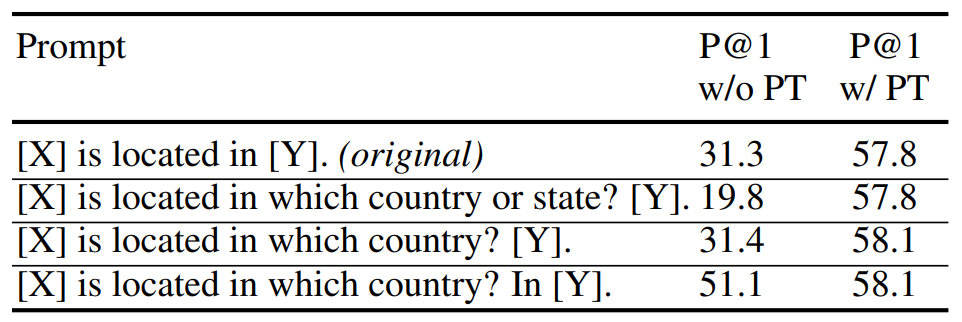 Prompt P@1 P@1
w/o PT w/ PT
[X] is located in [Y]. (original) 31.3 57.8
[X] is located in which country or state? [Y]. 19.8 57.8
[X] is located in which country? [Y]. 31.4 58.1
[X] is located in which country? In [Y]. 51.1 58.1